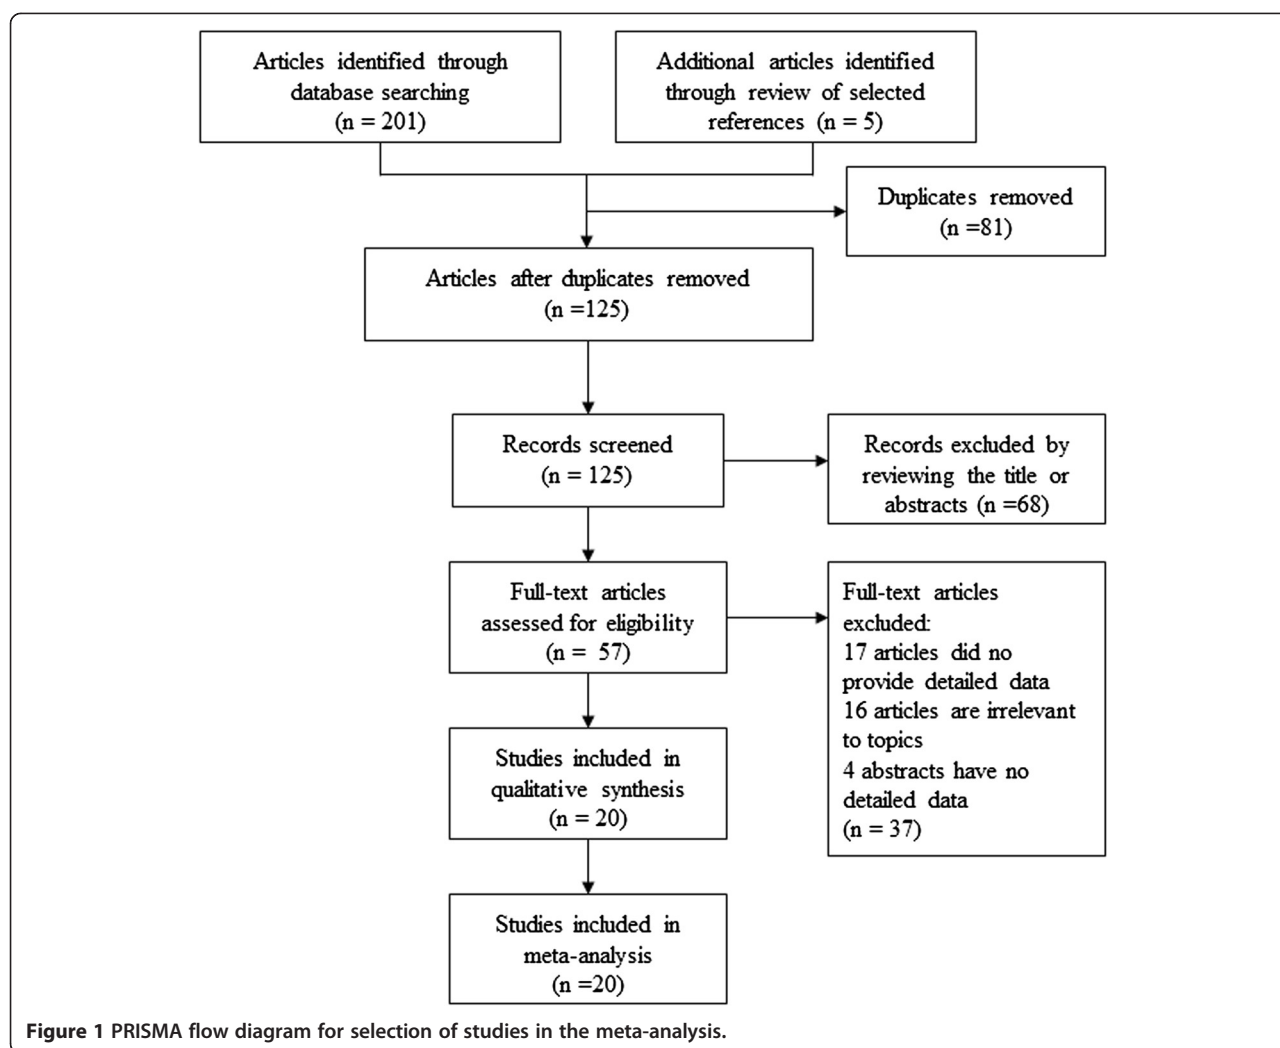 Articles identified through
database searching
(n = 201)
Additional articles identified
through review of selected
references (n = 5)
Duplicates removed
(n =81)
Articles after duplicates removed
(n =125)
Records screened
(n = 125)
Records excluded by
reviewing the title or
abstracts (n =68)
Full-text articles
assessed for eligibility
(n = 57)
Full-text articles
excluded:
17 articles did no
provide detailed data
16 articles are irrelevant
to topics
4 abstracts have no
detailed data
(n = 37)
Studies included in
qualitative synthesis
(n = 20)
Studies included in
meta-analysis
(n =20)
Figure 1 PRISMA flow diagram for selection of studies in the meta-analysis.